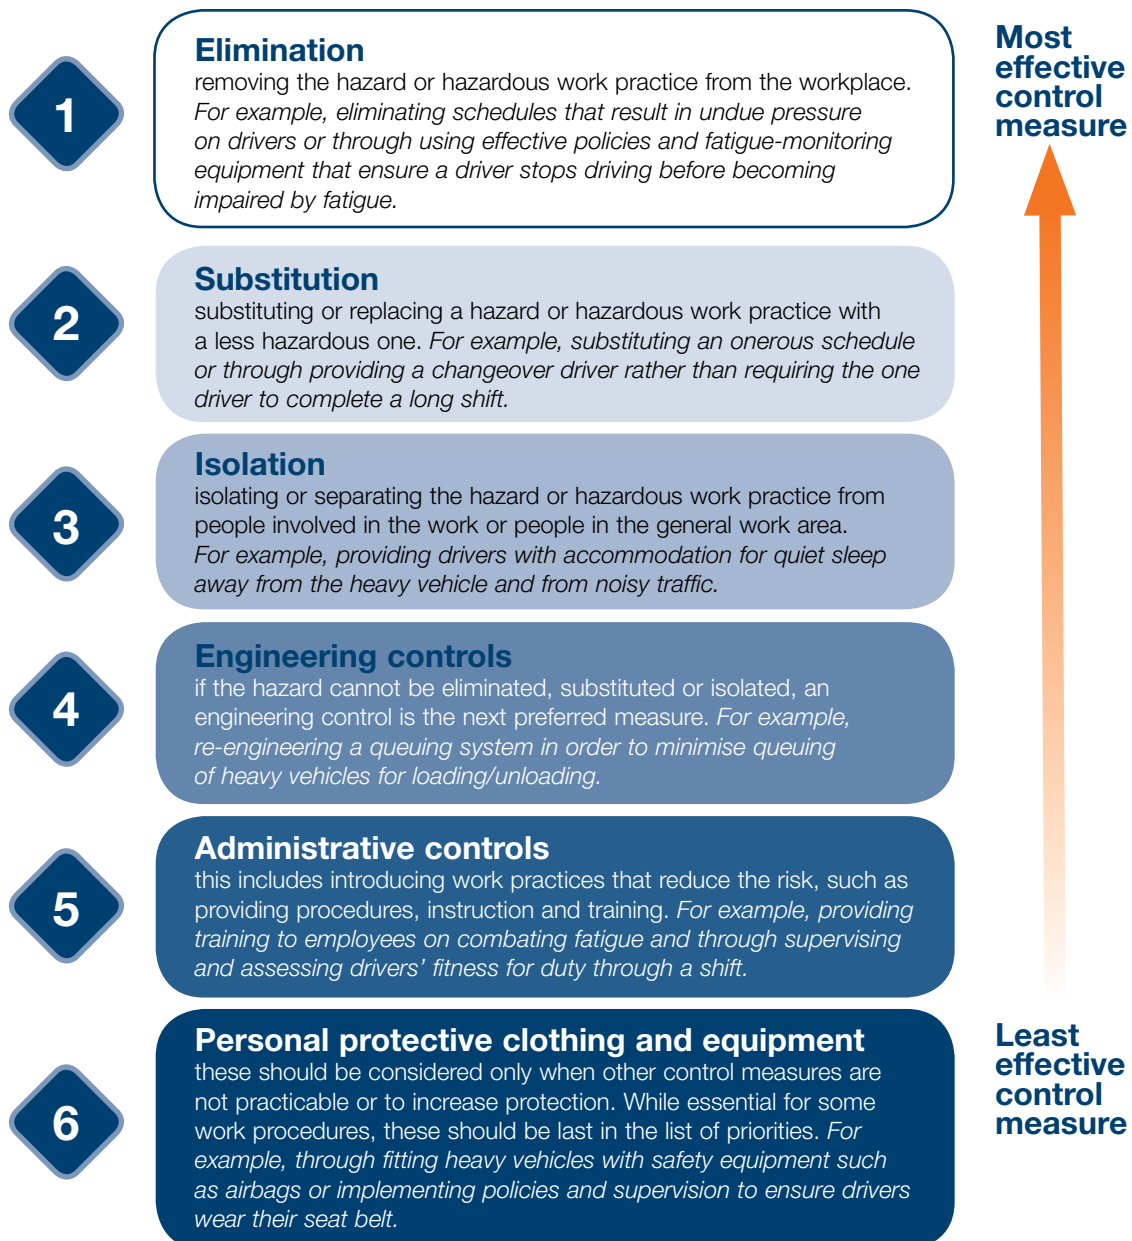 1
Elimination
removing the hazard or hazardous work practice from the workplace.
For example, eliminating schedules that result in undue pressure
on drivers or through using effective policies and fatigue-monitoring
equipment that ensure a driver stops driving before becoming
impaired by fatigue.
2
Substitution
substituting or replacing a hazard or hazardous work practice with
a less hazardous one. For example, substituting an onerous schedule
or through providing a changeover driver rather than requiring the one
driver to complete a long shift.
3
Isolation
isolating or separating the hazard or hazardous work practice from
people involved in the work or people in the general work area.
For example, providing drivers with accommodation for quiet sleep
away from the heavy vehicle and from noisy traffic.
4
Engineering controls
if the hazard cannot be eliminated, substituted or isolated, an
engineering control is the next preferred measure. For example,
re-engineering a queuing system in order to minimise queuing
of heavy vehicles for loading/unloading.
5
Administrative controls
this includes introducing work practices that reduce the risk, such as
providing procedures, instruction and training. For example, providing
training to employees on combating fatigue and through supervising
and assessing drivers’ fitness for duty through a shift.
6
Personal protective clothing and equipment
these should be considered only when other control measures are
not practicable or to increase protection. While essential for some
work procedures, these should be last in the list of priorities. For
example, through fitting heavy vehicles with safety equipment such
as airbags or implementing policies and supervision to ensure drivers
wear their seat belt.
Most
effective
control
measure
Least
effective
control
measure